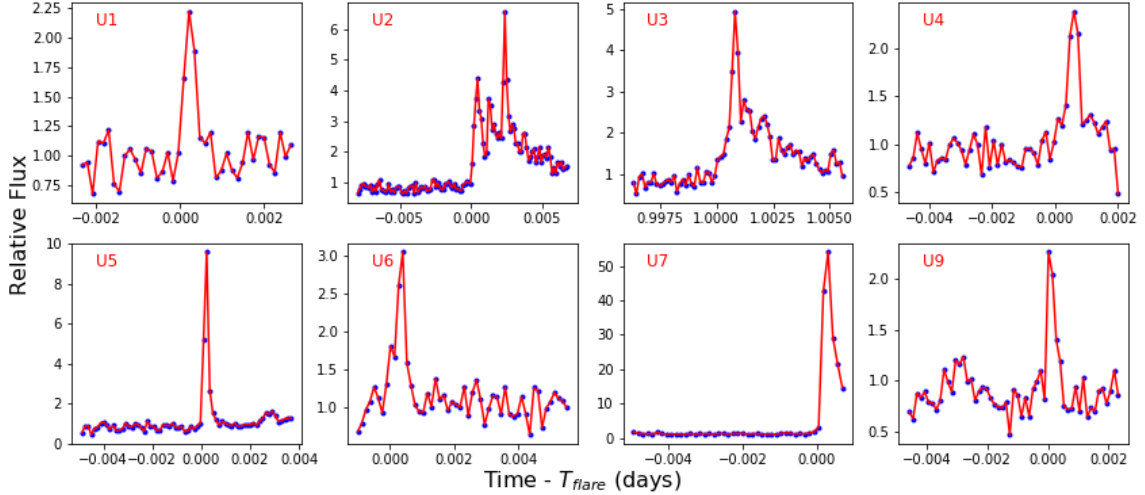 U1
2.25
2.00
1.75
1.50
1.25
1.00
0.75
−0.002 0.000 0.002
U2
6
5
4
3
2
1
−0.005 0.000 0.005
U3
5
4
3
2
1
0.9975 1.0000 1.0025 1.0050
U4
2.0
1.5
1.0
0.5
−0.004 −0.002 0.000 0.002
U5
10
8
6
4
2
0
−0.004 −0.002 0.000 0.002 0.004
U6
3.0
2.5
2.0
1.5
1.0
0.000 0.002 0.004
U7
50
40
30
20
10
0
−0.004 −0.002 0.000
U9
2.0
1.5
1.0
0.5
−0.004 −0.002 0.000 0.002
Relative Flux
Time - T_flare (days)